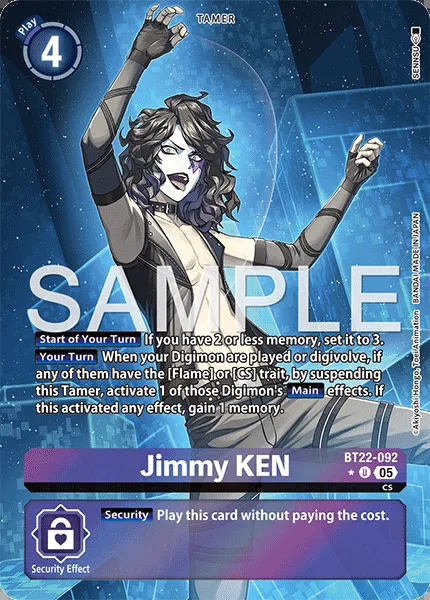 Play
4
TAMER
SENNSU
SAMPLE
Start of Your Turn If you have 2 or less memory, set it to 3.
Your Turn When your Digimon are played or digivolve, if
any of them have the [Flame] or [CS] trait, by suspending
this Tamer, activate 1 of those Digimon's Main effects. If
this activated any effect, gain 1 memory.
©Akiyoshi Hongo, Toei Animation BANDAI MADE IN JAPAN
Jimmy KEN
BT22-092
U 05
CS
Security Play this card without paying the cost.
Security Effect